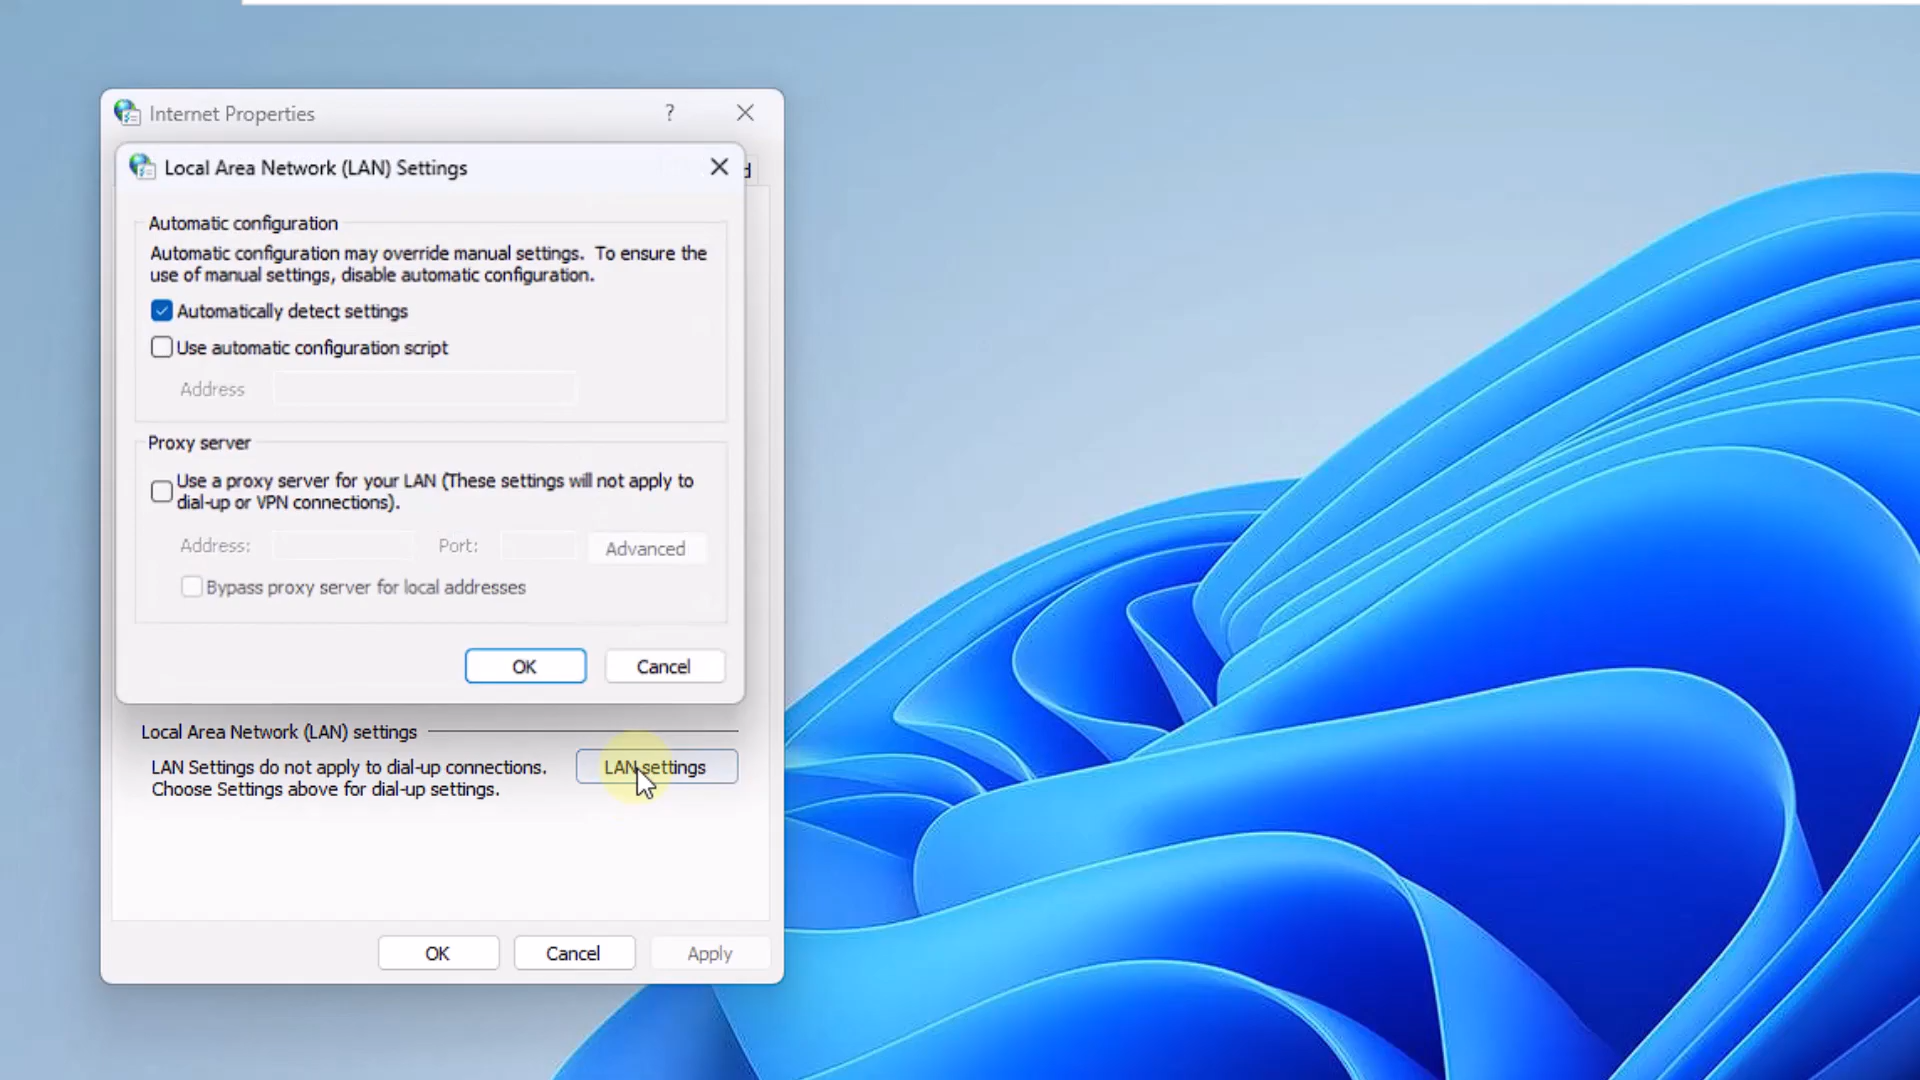 Internet Properties
?
Local Area Network (LAN) Settings
Automatic configuration
Automatic configuration may override manual settings.  To ensure the
use of manual settings, disable automatic configuration.
Automatically detect settings
Use automatic configuration script
Address
Proxy server
Use a proxy server for your LAN (These settings will not apply to
dial-up or VPN connections).
Address:
Port:
Advanced
Bypass proxy server for local addresses
OK
Cancel
Local Area Network (LAN) settings
LAN Settings do not apply to dial-up connections.
Choose Settings above for dial-up settings.
LAN settings
OK
Cancel
Apply